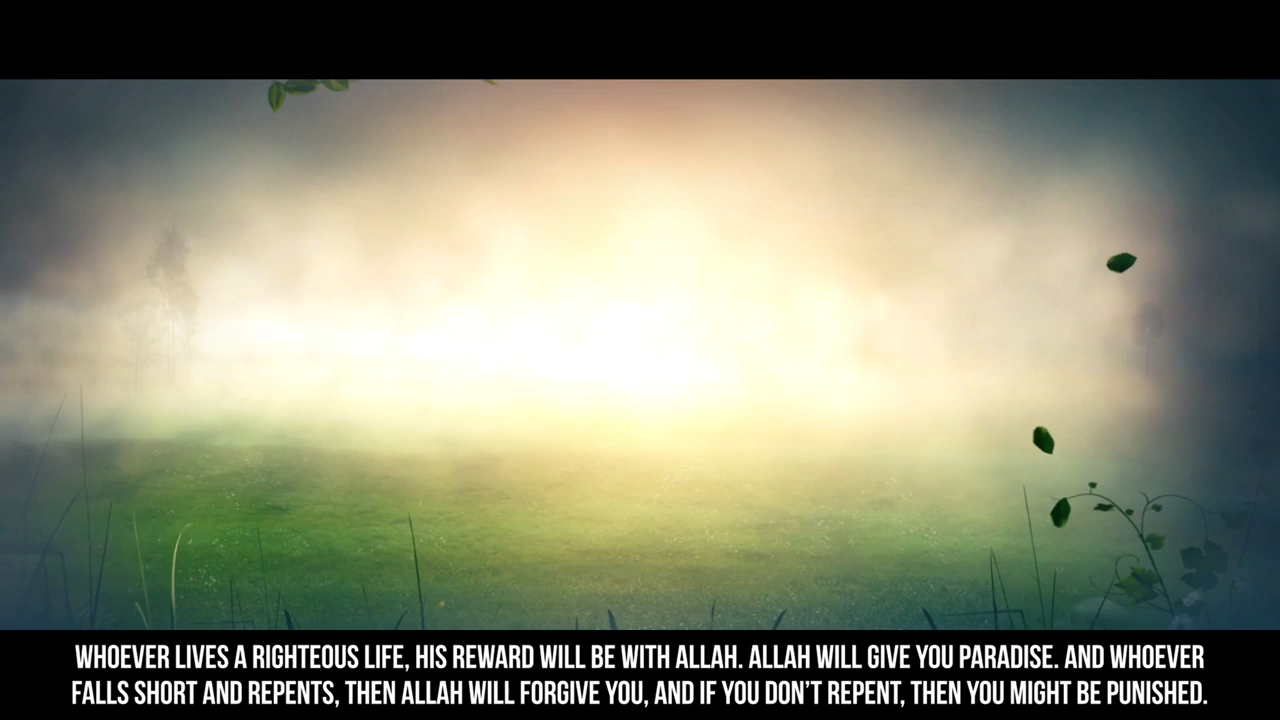 WHOEVER LIVES A RIGHTEOUS LIFE, HIS REWARD WILL BE WITH ALLAH. ALLAH WILL GIVE YOU PARADISE. AND WHOEVER
FALLS SHORT AND REPENTS, THEN ALLAH WILL FORGIVE YOU, AND IF YOU DON’T REPENT, THEN YOU MIGHT BE PUNISHED.